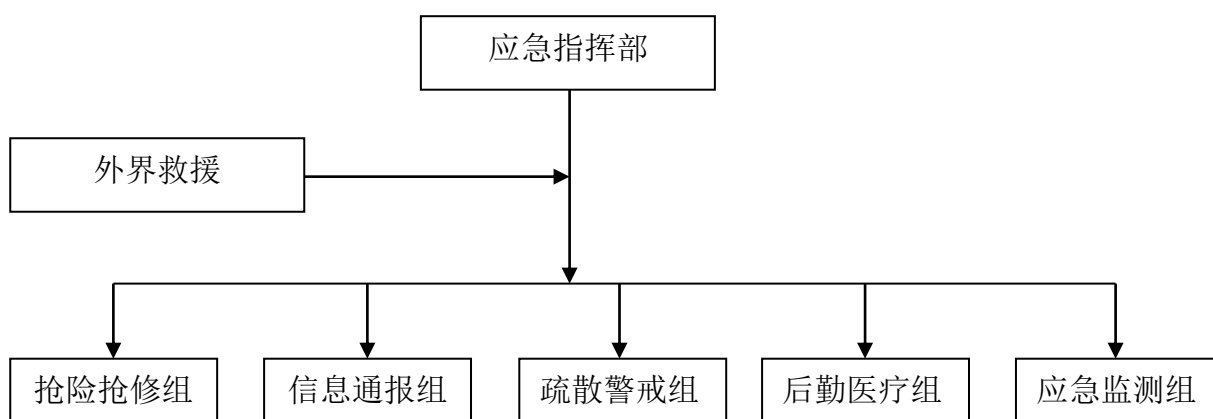 应急指挥部
外界救援
抢险抢修组
信息通报组
疏散警戒组
后勤医疗组
应急监测组